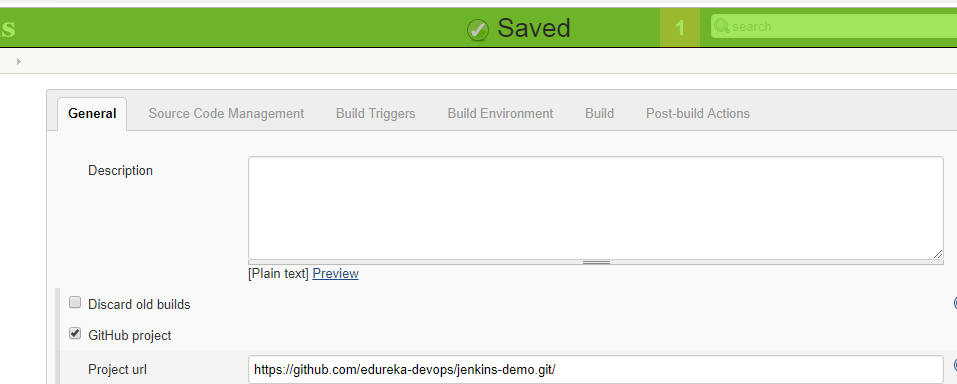 s Saved 1 search
General Source Code Management Build Triggers Build Environment Build Post-build Actions
Description
[Plain text] Preview
Discard old builds
GitHub project
Project url https://github.com/edureka-devops/jenkins-demo.git/